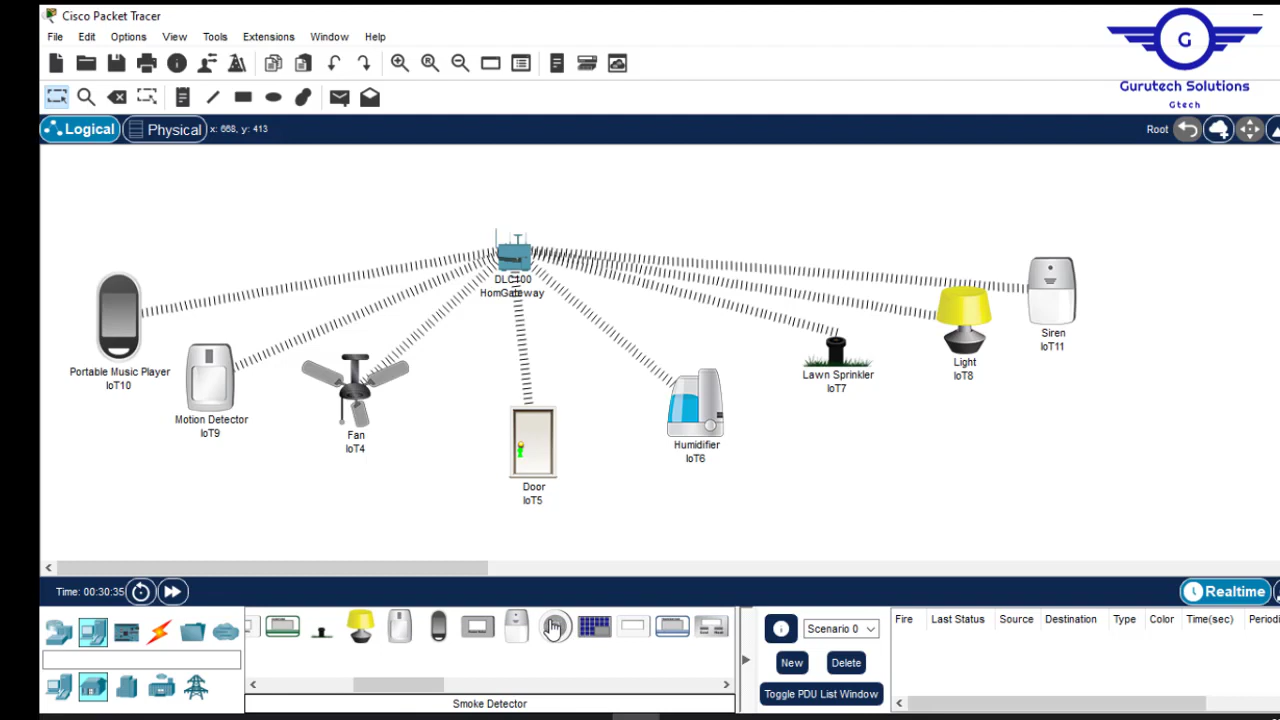 Cisco Packet Tracer
File Edit Options View Tools Extensions Window Help
G
Gurutech Solutions
Gtech
Logical Physical x: 668, y: 413 Root
DLC100
HomGateway
Portable Music Player
IoT10
Motion Detector
IoT9
Fan
IoT4
Door
IoT5
Humidifier
IoT6
Lawn Sprinkler
IoT7
Light
IoT8
Siren
IoT11
Time: 00:30:35 Realtime
Scenario 0
New Delete
Toggle PDU List Window
Fire Last Status Source Destination Type Color Time(sec) Periodi
Smoke Detector